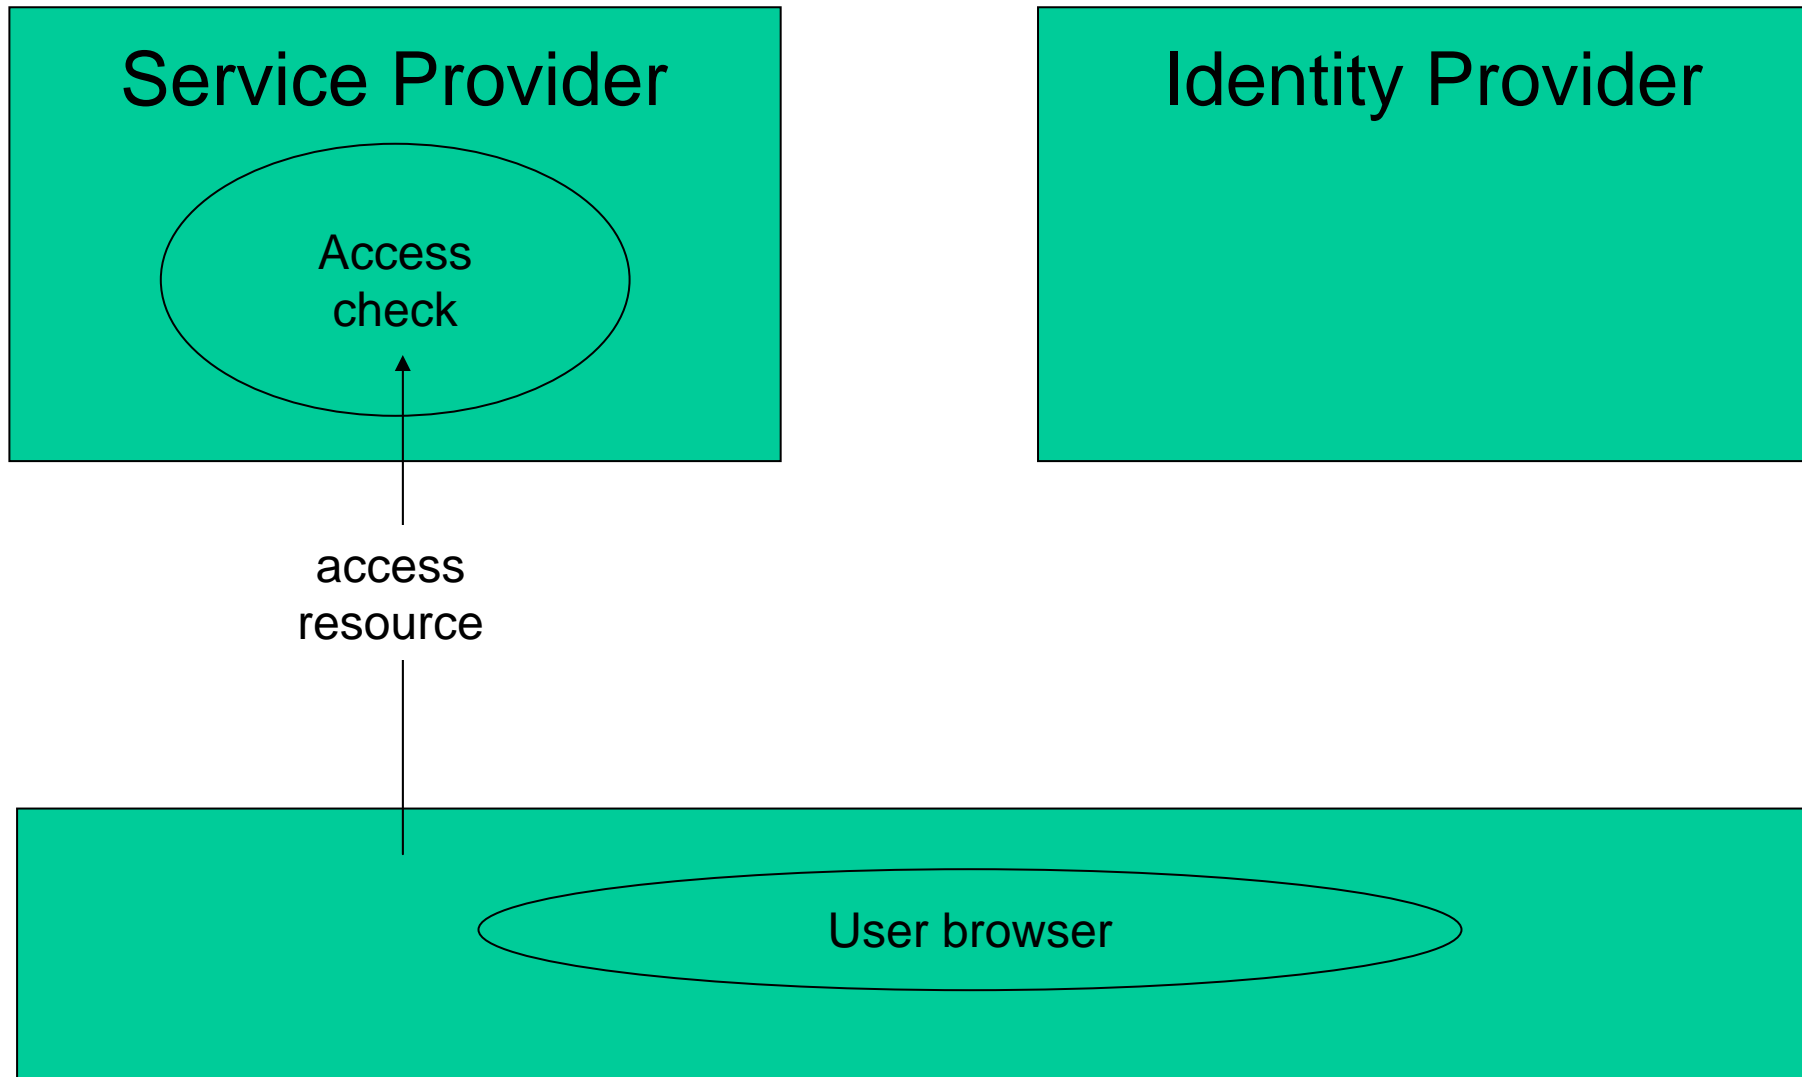 Service Provider
Identity Provider
Access
check
access
resource
User browser